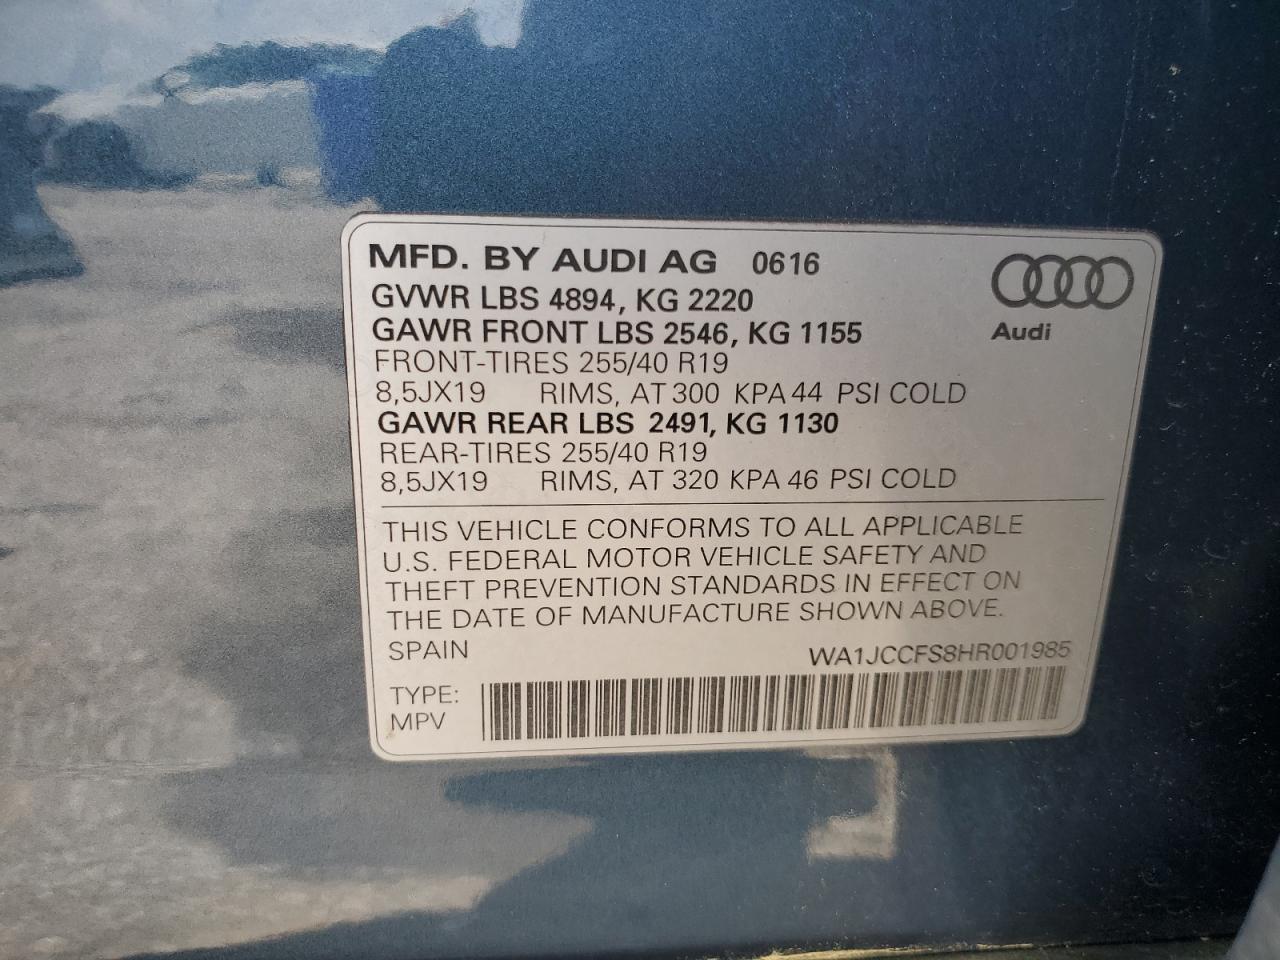 MFD. BY AUDI AG 0616
Audi
GVWR LBS 4894, KG 2220
GAWR FRONT LBS 2546, KG 1155
FRONT-TIRES 255/40 R19
8,5JX19 RIMS, AT 300 KPA 44 PSI COLD
GAWR REAR LBS 2491, KG 1130
REAR-TIRES 255/40 R19
8,5JX19 RIMS, AT 320 KPA 46 PSI COLD
THIS VEHICLE CONFORMS TO ALL APPLICABLE
U.S. FEDERAL MOTOR VEHICLE SAFETY AND
THEFT PREVENTION STANDARDS IN EFFECT ON
THE DATE OF MANUFACTURE SHOWN ABOVE.
SPAIN WA1JCCFS8HR001985
TYPE:
MPV